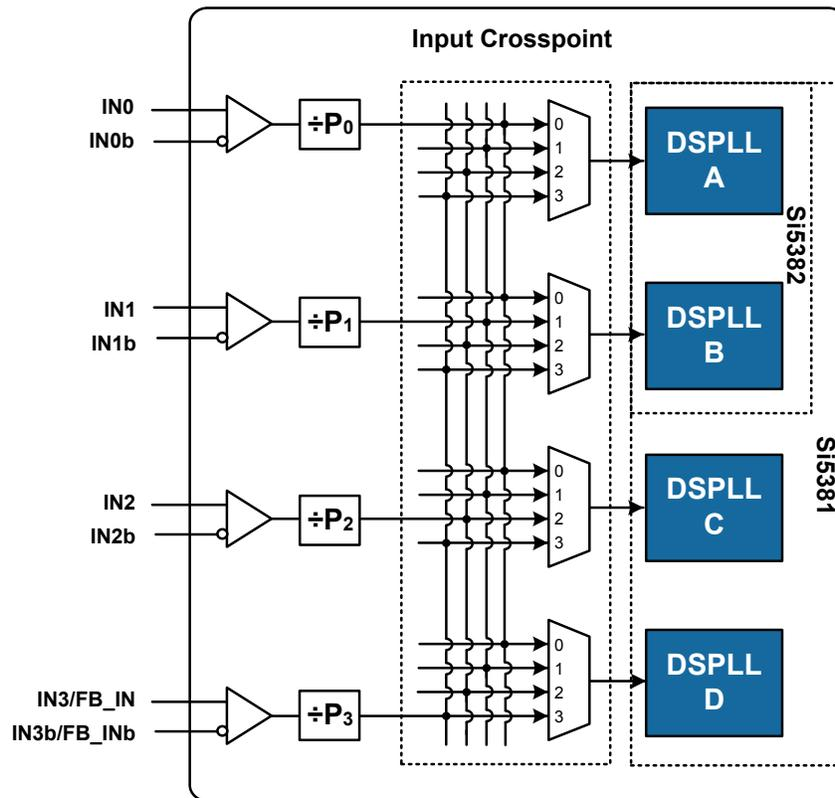 Input Crosspoint
IN0
IN0b
÷P0
0
1
2
3
DSPLL
A
Si5382
IN1
IN1b
÷P1
0
1
2
3
DSPLL
B
IN2
IN2b
÷P2
0
1
2
3
DSPLL
C
Si5381
IN3/FB_IN
IN3b/FB_INb
÷P3
0
1
2
3
DSPLL
D